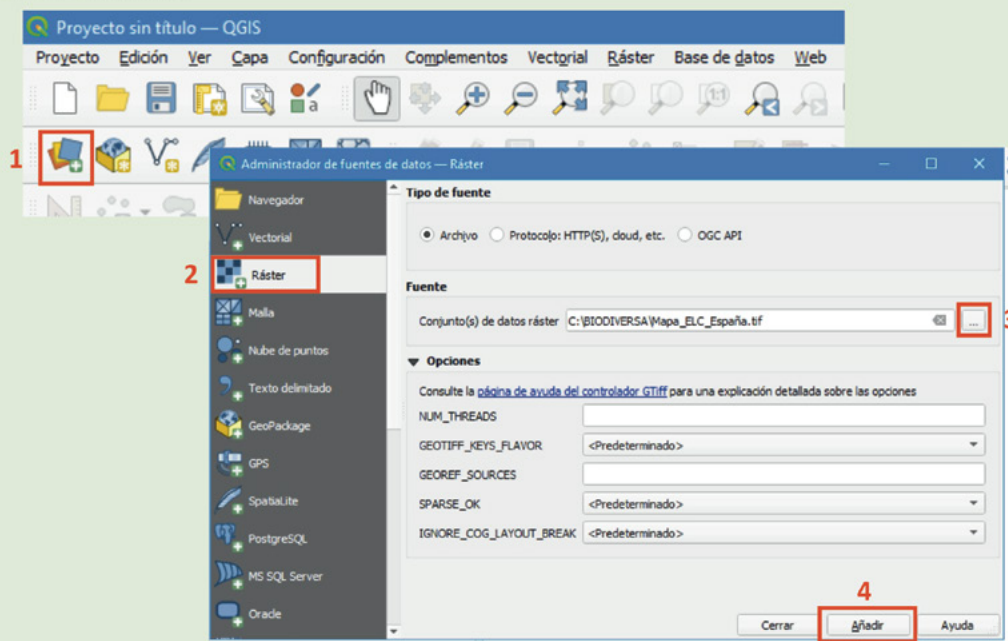 Proyecto sin título — QGIS
Proyecto Edición Ver Capa Configuración Complementos Vectorial Ráster Base de datos Web
a
1:1
1
Administrador de fuentes de datos — Ráster
Navegador
Vectorial
2
Ráster
Malla
Nube de puntos
Texto delimitado
GeoPackage
GPS
SpatiaLite
PostgreSQL
MS SQL Server
Oracle
Tipo de fuente
Archivo Protocolo: HTTP(S), cloud, etc. OGC API
Fuente
Conjunto(s) de datos ráster C:\BIODIVERSA\Mapa_ELC_España.tif ...
Opciones
Consulte la página de ayuda del controlador GTiff para una explicación detallada sobre las opciones
NUM_THREADS
GEOTIFF_KEYS_FLAVOR <Predeterminado>
GEOREF_SOURCES
SPARSE_OK <Predeterminado>
IGNORE_COG_LAYOUT_BREAK <Predeterminado>
4
Cerrar Añadir Ayuda